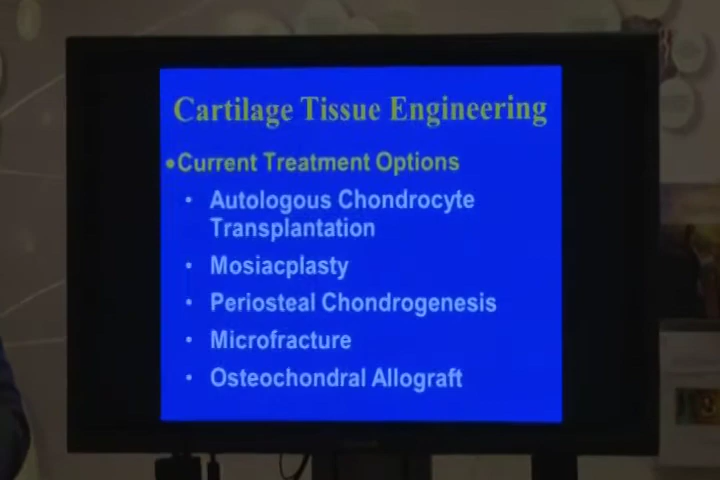 Cartilage Tissue Engineering
•Current Treatment Options
• Autologous Chondrocyte
Transplantation
• Mosiacplasty
• Periosteal Chondrogenesis
• Microfracture
• Osteochondral Allograft